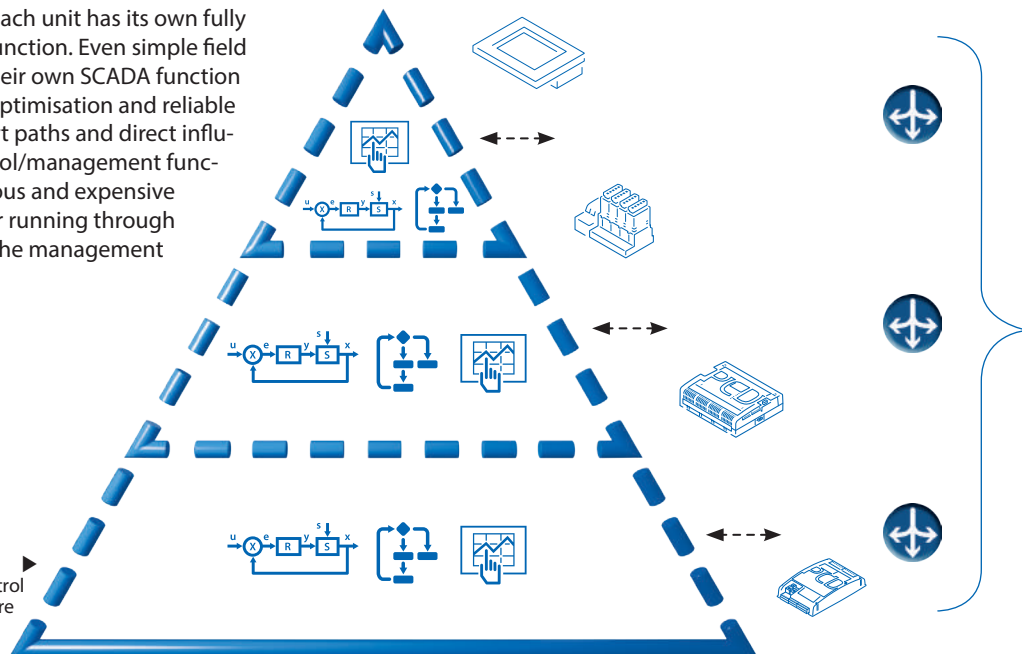 ach unit has its own fully
unction. Even simple field
eir own SCADA function
ptimisation and reliable
rt paths and direct influ-
ol/management func-
ous and expensive
r running through
he management
u X e R y s S x
u X e R y s S x
u X e R y s S x
trol
re